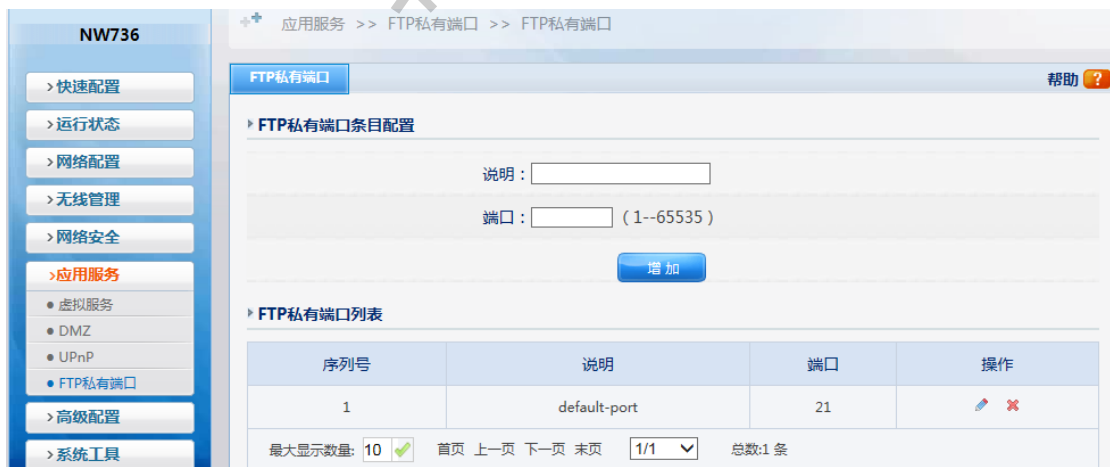 NW736
应用服务 >> FTP私有端口 >> FTP私有端口
>快速配置
>运行状态
>网络配置
>无线管理
>网络安全
>应用服务
虚拟服务
DMZ
UPnP
FTP私有端口
>高级配置
>系统工具
FTP私有端口
帮助 ?
FTP私有端口条目配置
说明：
端口： （1--65535）
增 加
FTP私有端口列表
序列号 说明 端口 操作
1 default-port 21
最大显示数量: 10 首页 上一页 下一页 末页 1/1 总数:1 条